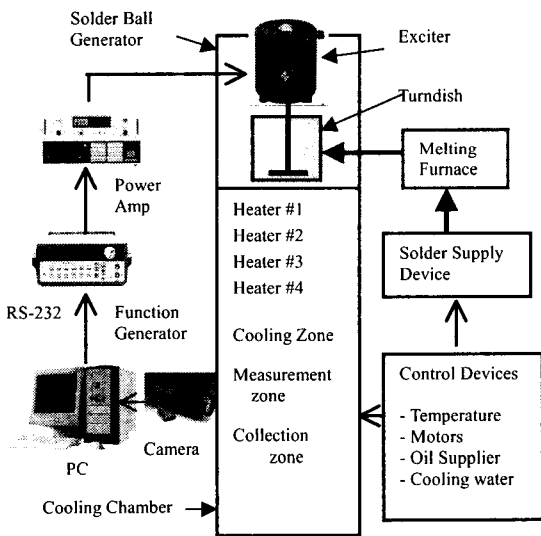 Solder Ball
Generator
Exciter
Turndish
Melting
Furnace
Power
Amp
Heater #1
Heater #2
Heater #3
Heater #4
Solder Supply
Device
RS-232
Function
Generator
Cooling Zone
Measurement
zone
Collection
zone
Control Devices
- Temperature
- Motors
- Oil Supplier
- Cooling water
Camera
PC
Cooling Chamber